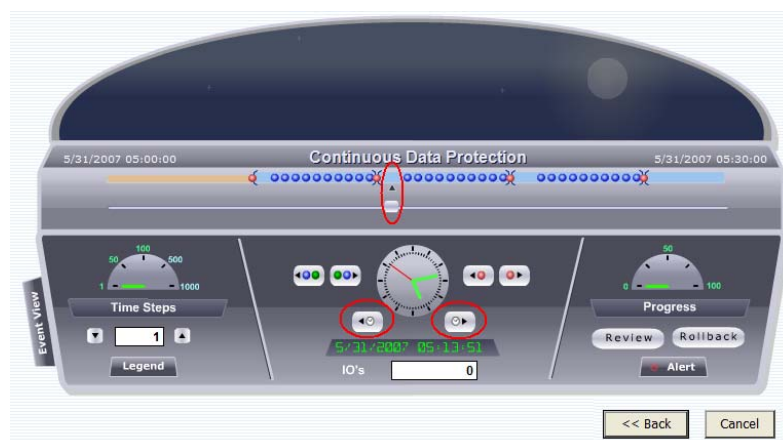 5/31/2007 05:00:00 Continuous Data Protection 5/31/2007 05:30:00
50 100 500
1 1000
Time Steps
1
Legend
Event View
5/31/2007 05:13:51
IO's 0
50
0 100
Progress
Review Rollback
Alert
<< Back Cancel